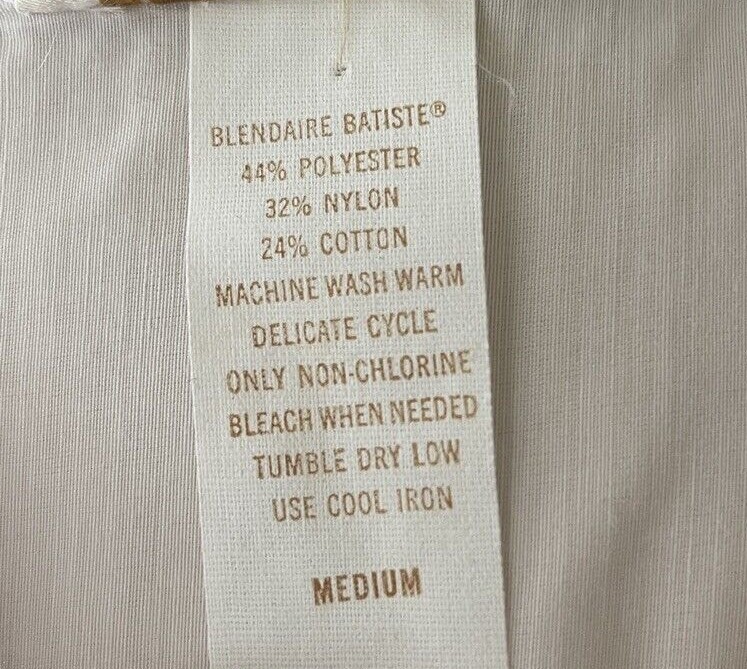 BLENDAIRE BATISTE®
44% POLYESTER
32% NYLON
24% COTTON
MACHINE WASH WARM
DELICATE CYCLE
ONLY NON-CHLORINE
BLEACH WHEN NEEDED
TUMBLE DRY LOW
USE COOL IRON
MEDIUM